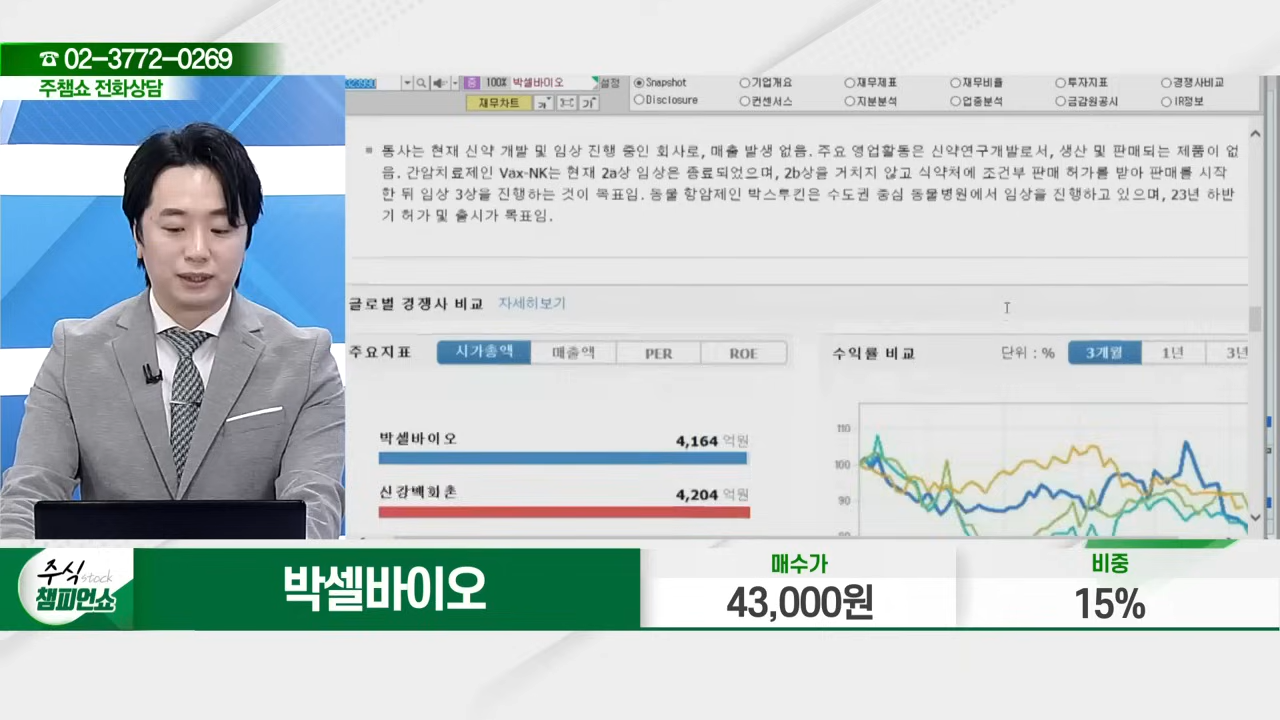 ☎ 02-3772-0269
주챔쇼 전화상담
323990
중 100% 박셀바이오 설정
Snapshot 기업개요 재무제표 재무비율 투자지표 경쟁사비교
재무차트
Disclosure 컨센서스 지분분석 업종분석 금감원공시 IR정보
동사는 현재 신약 개발 및 임상 진행 중인 회사로, 매출 발생 없음. 주요 영업활동은 신약연구개발로서, 생산 및 판매되는 제품이 없
음. 간암치료제인 Vax-NK는 현재 2a상 임상은 종료되었으며, 2b상을 거치지 않고 식약처에 조건부 판매 허가를 받아 판매를 시작
한 뒤 임상 3상을 진행하는 것이 목표임. 동물 항암제인 박스루킨은 수도권 중심 동물병원에서 임상을 진행하고 있으며, 23년 하반
기 허가 및 출시가 목표임.
글로벌 경쟁사 비교 자세히보기
주요지표 시가총액 매출액 PER ROE
수익률 비교 단위 : % 3개월 1년 3년
박셀바이오 4,164 억원
신강백화촌 4,204 억원
110
100
90
80
주식 stock
챔피언쇼
박셀바이오
매수가
43,000원
비중
15%